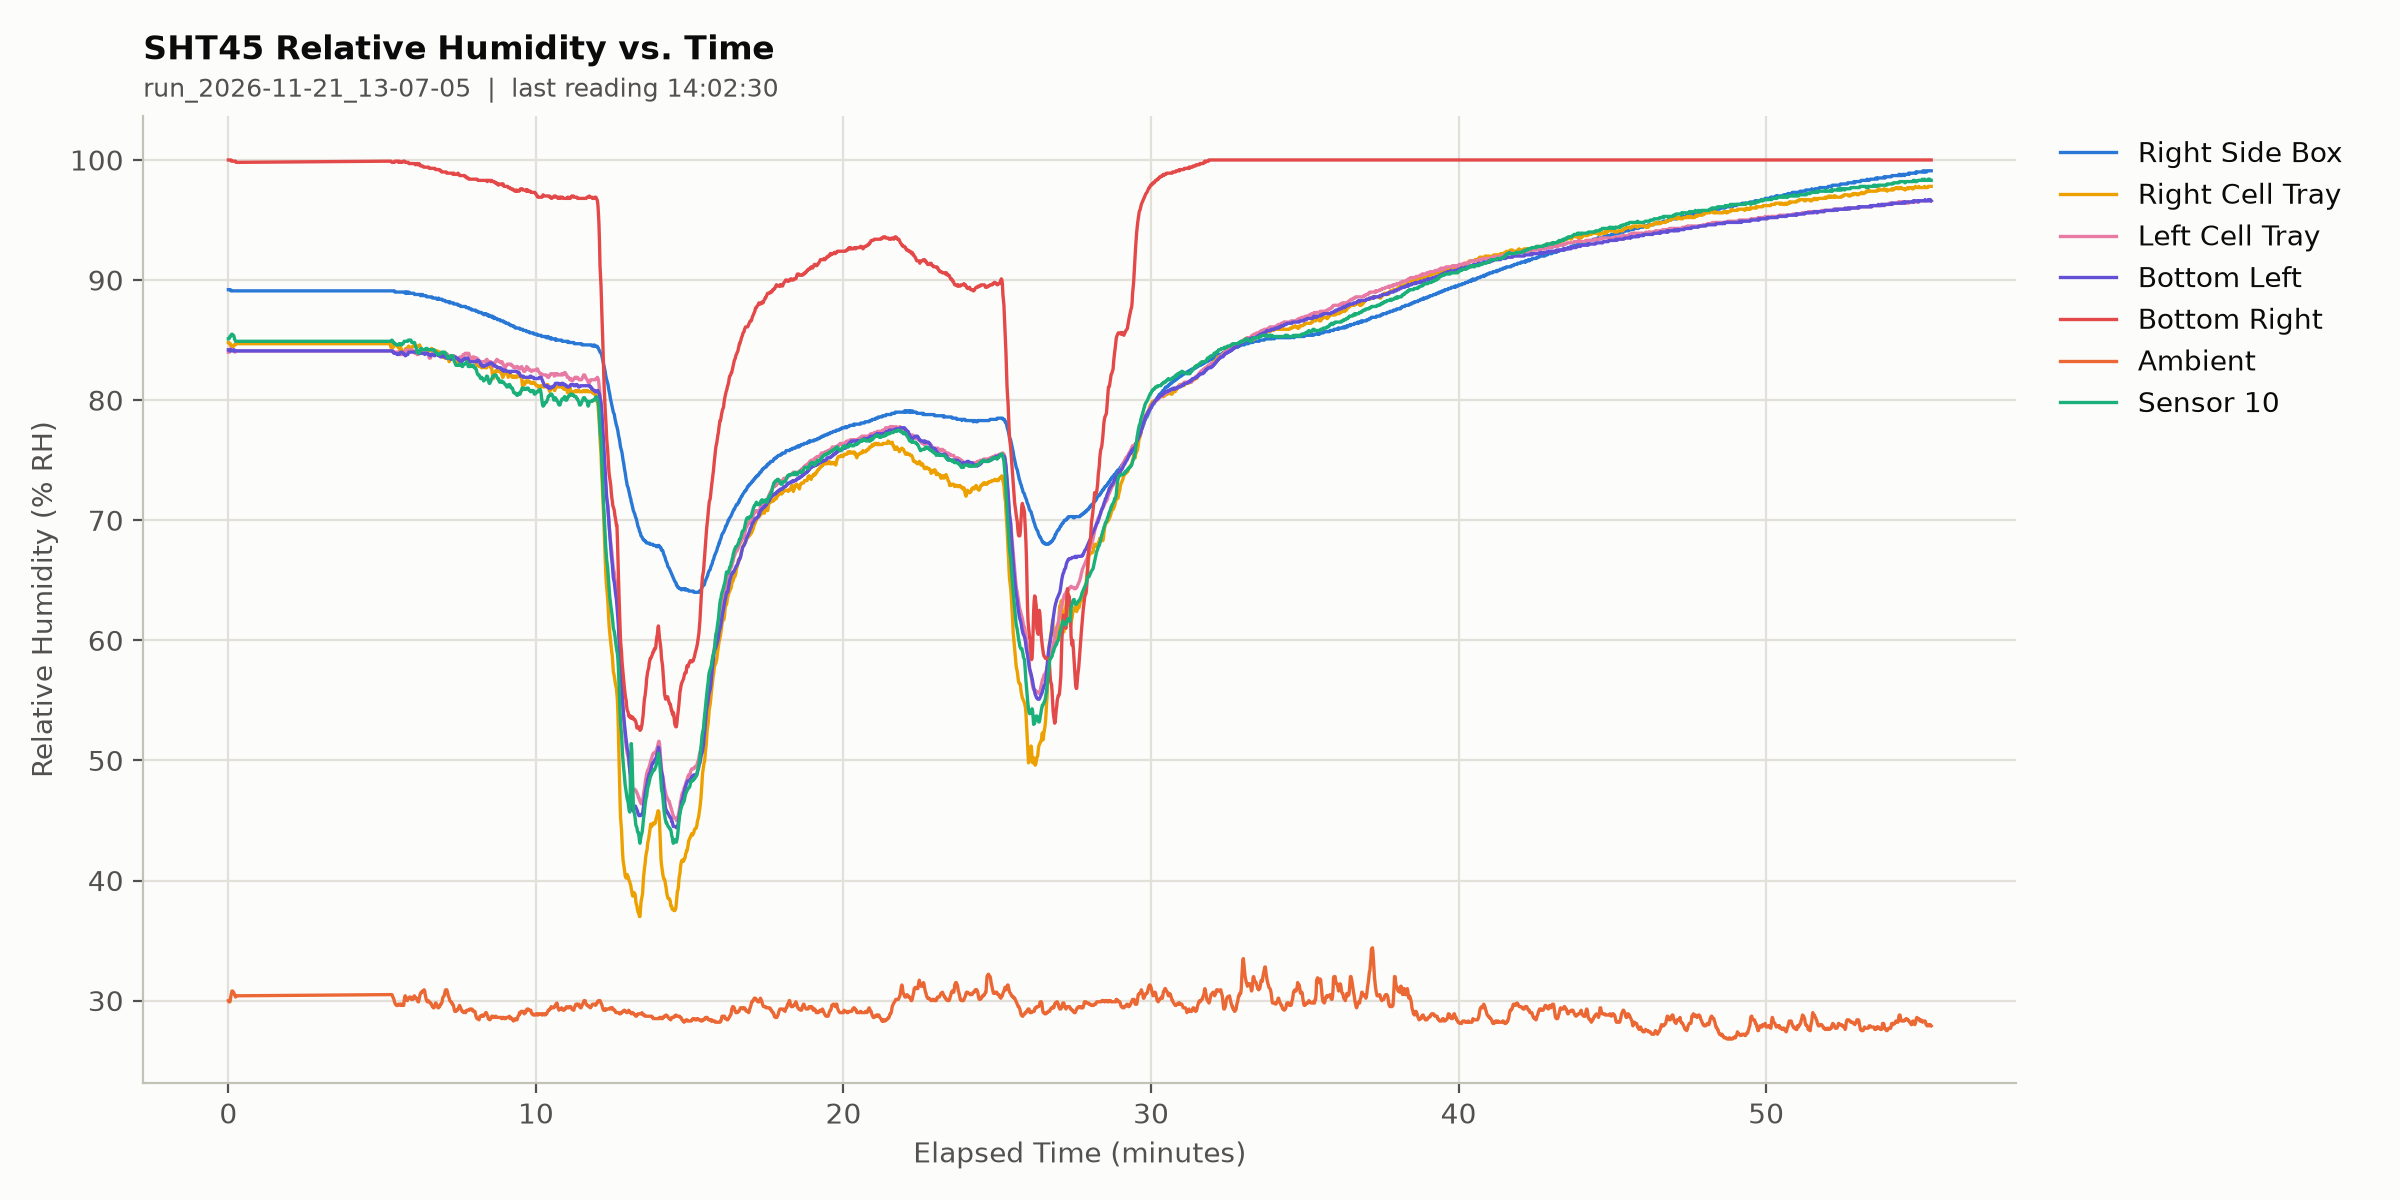 SHT45 Relative Humidity vs. Time
run_2026-11-21_13-07-05 | last reading 14:02:30
Relative Humidity (% RH)
100
90
80
70
60
50
40
30
0 10 20 30 40 50
Elapsed Time (minutes)
Right Side Box
Right Cell Tray
Left Cell Tray
Bottom Left
Bottom Right
Ambient
Sensor 10